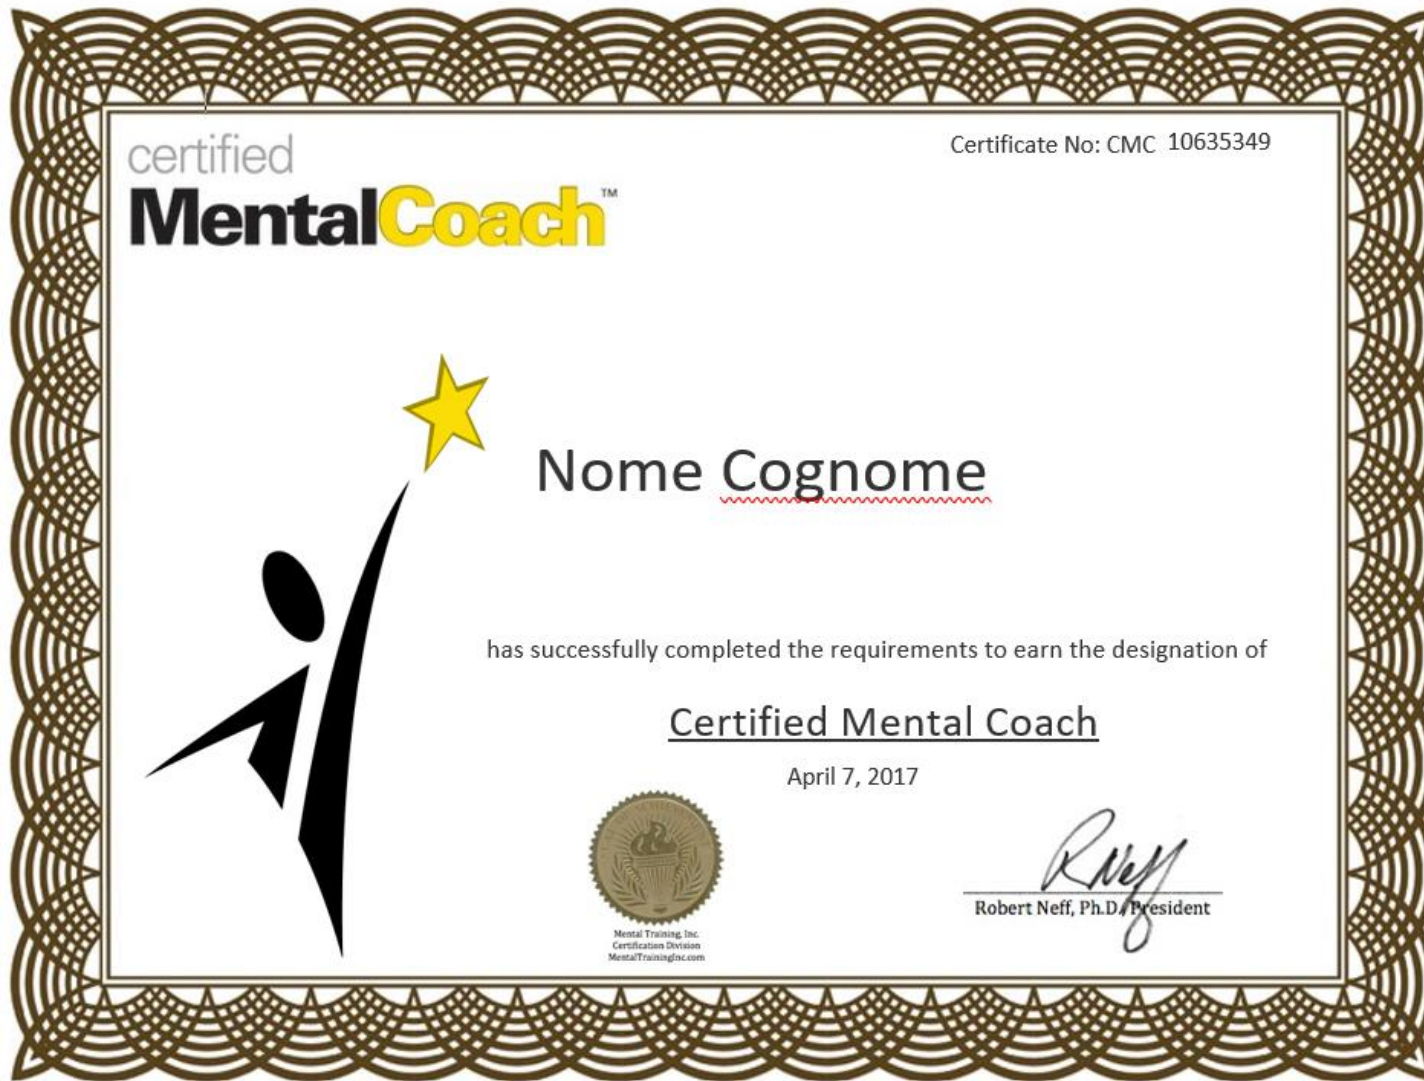 certified
MentalCoach™
Certificate No: CMC 10635349
Nome Cognome
has successfully completed the requirements to earn the designation of
Certified Mental Coach
April 7, 2017
Mental Training, Inc.
Certification Division
MentalTrainingInc.com
RNeff
Robert Neff, Ph.D., President